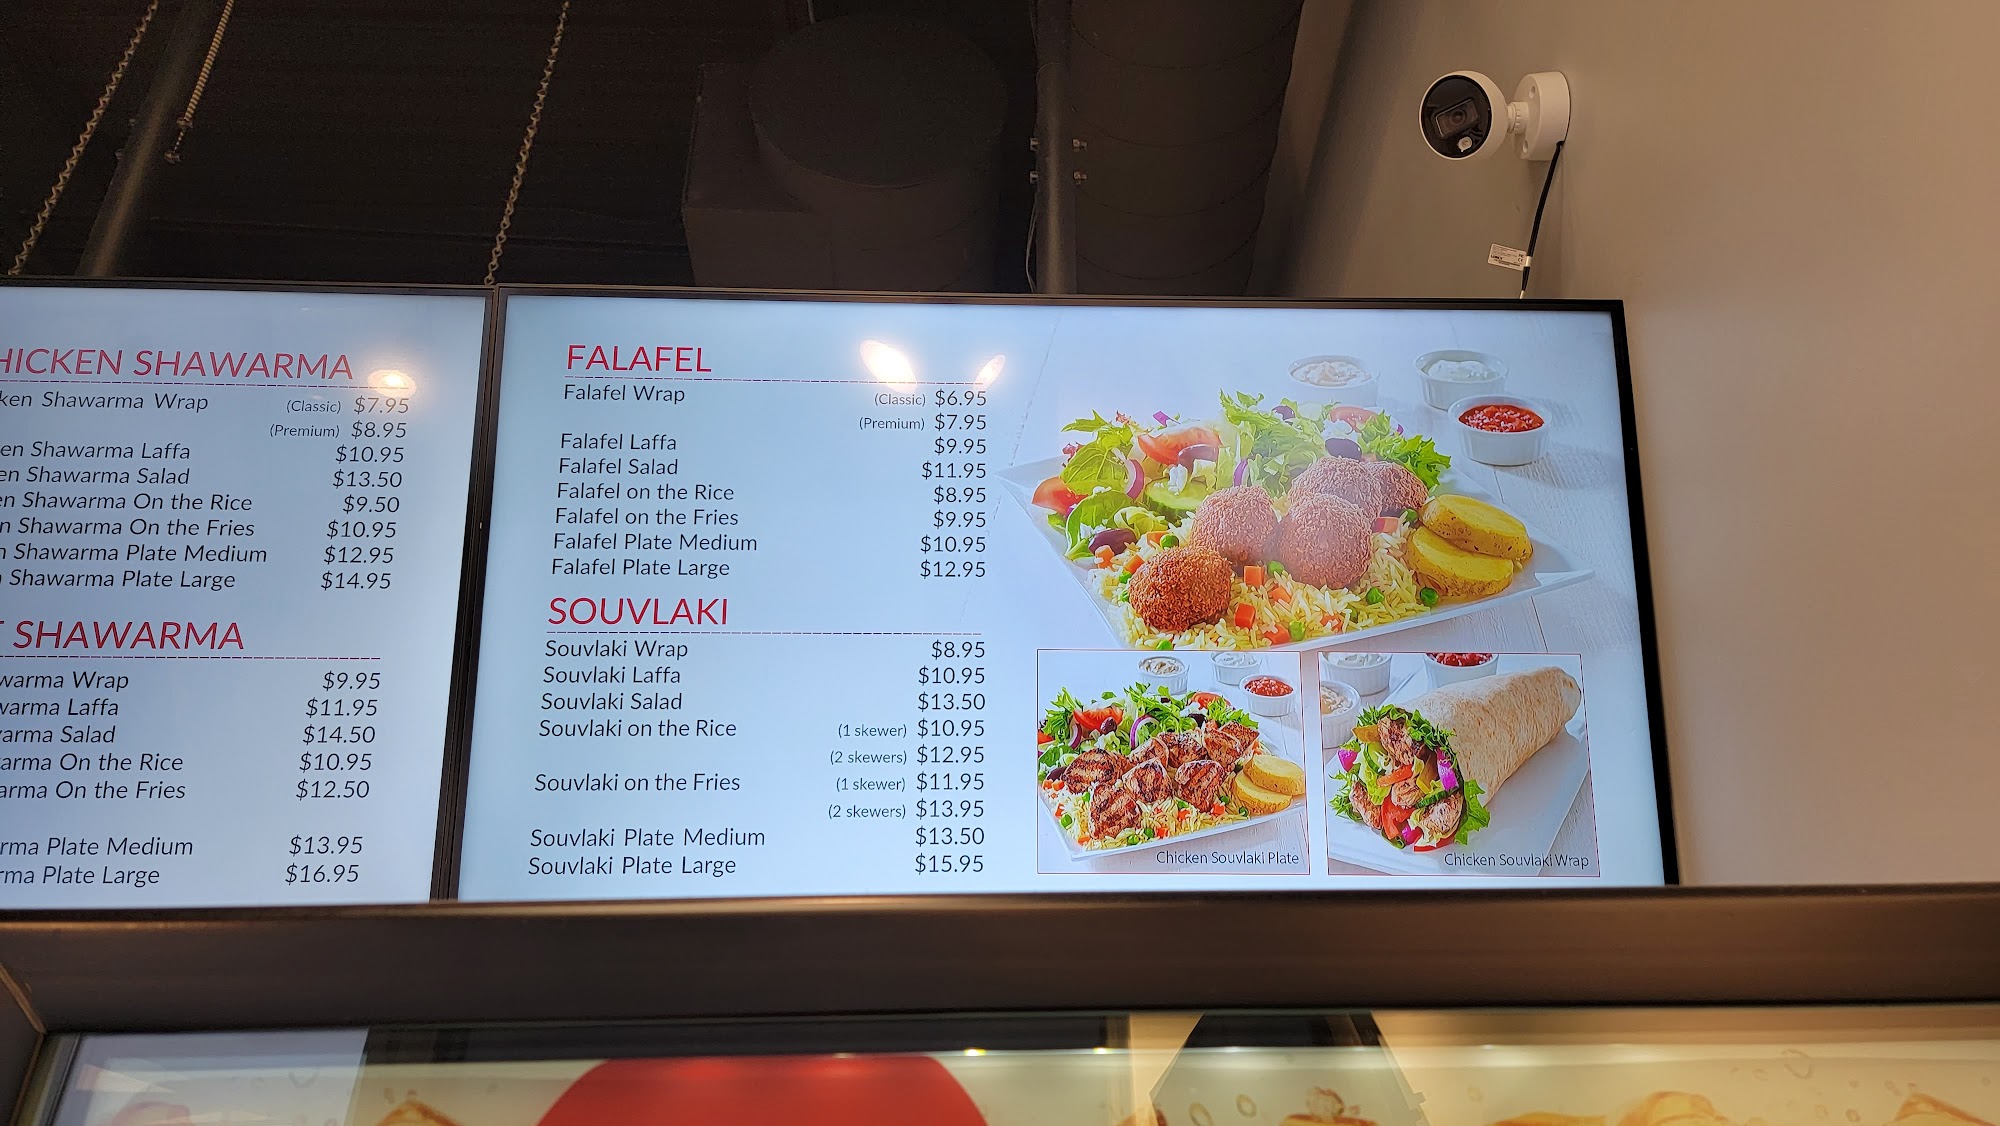 HICKEN SHAWARMA
ken Shawarma Wrap (Classic) $7.95
(Premium) $8.95
en Shawarma Laffa $10.95
en Shawarma Salad $13.50
en Shawarma On the Rice $9.50
n Shawarma On the Fries $10.95
n Shawarma Plate Medium $12.95
Shawarma Plate Large $14.95
SHAWARMA
warma Wrap $9.95
warma Laffa $11.95
arma Salad $14.50
arma On the Rice $10.95
arma On the Fries $12.50
rma Plate Medium $13.95
rma Plate Large $16.95
FALAFEL
Falafel Wrap (Classic) $6.95
(Premium) $7.95
Falafel Laffa $9.95
Falafel Salad $11.95
Falafel on the Rice $8.95
Falafel on the Fries $9.95
Falafel Plate Medium $10.95
Falafel Plate Large $12.95
SOUVLAKI
Souvlaki Wrap $8.95
Souvlaki Laffa $10.95
Souvlaki Salad $13.50
Souvlaki on the Rice (1 skewer) $10.95
(2 skewers) $12.95
Souvlaki on the Fries (1 skewer) $11.95
(2 skewers) $13.95
Souvlaki Plate Medium $13.50
Souvlaki Plate Large $15.95
Chicken Souvlaki Plate
Chicken Souvlaki Wrap